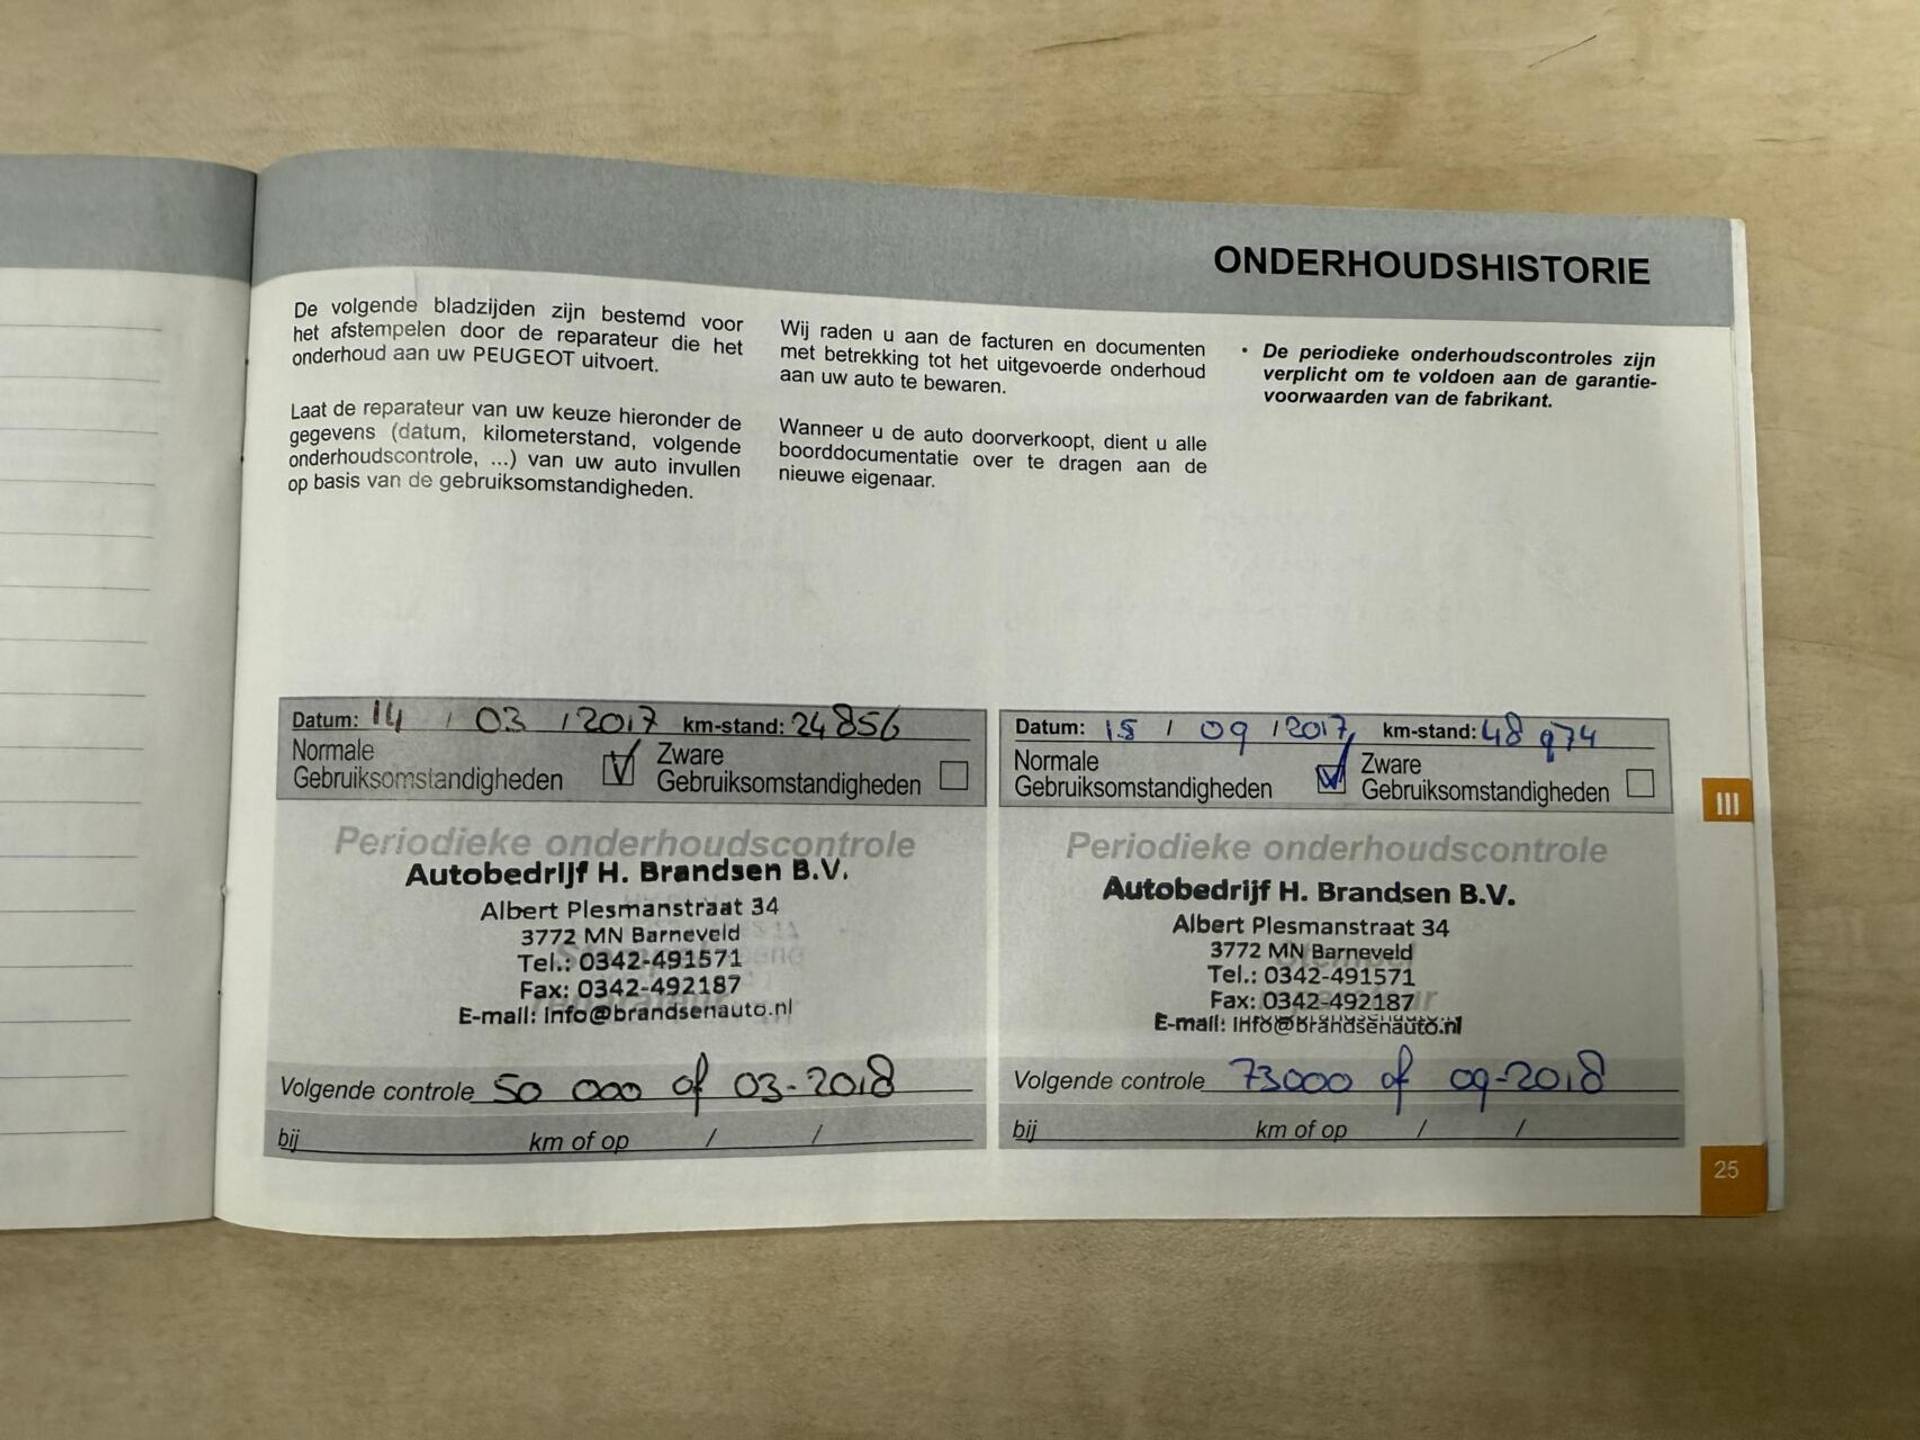 ONDERHOUDSHISTORIE
De volgende bladzijden zijn bestemd voor
het afstempelen door de reparateur die het
onderhoud aan uw PEUGEOT uitvoert.
Laat de reparateur van uw keuze hieronder de
gegevens (datum, kilometerstand, volgende
onderhoudscontrole, ...) van uw auto invullen
op basis van de gebruiksomstandigheden.
Wij raden u aan de facturen en documenten
met betrekking tot het uitgevoerde onderhoud
aan uw auto te bewaren.
Wanneer u de auto doorverkoopt, dient u alle
boorddocumentatie over te dragen aan de
nieuwe eigenaar.
• De periodieke onderhoudscontroles zijn
verplicht om te voldoen aan de garantie-
voorwaarden van de fabrikant.
Datum: 14 / 03 / 2017 km-stand: 24856
Normale
Gebruiksomstandigheden
Zware
Gebruiksomstandigheden
Periodieke onderhoudscontrole
Autobedrijf H. Brandsen B.V.
Albert Plesmanstraat 34
3772 MN Barneveld
Tel.: 0342-491571
Fax: 0342-492187
E-mail: info@brandsenauto.nl
Volgende controle 50 000 of 03-2018
bij km of op / /
Datum: 18 / 09 / 2017 km-stand: 48 974
Normale
Gebruiksomstandigheden
Zware
Gebruiksomstandigheden
Periodieke onderhoudscontrole
Autobedrijf H. Brandsen B.V.
Albert Plesmanstraat 34
3772 MN Barneveld
Tel.: 0342-491571
Fax: 0342-492187
E-mail: info@brandsenauto.nl
Volgende controle 73000 of 09-2018
bij km of op / /
III
25